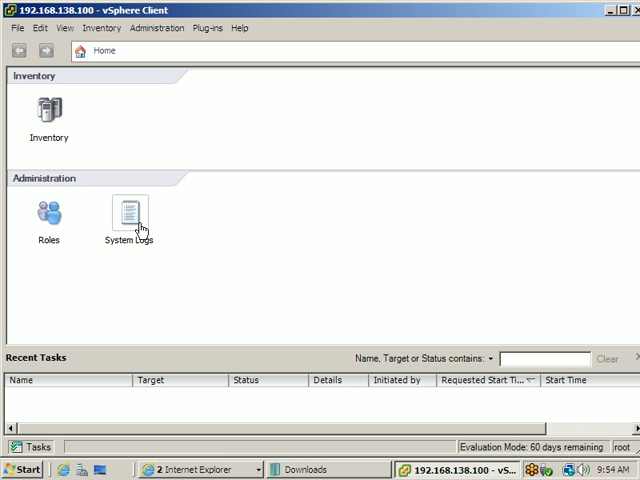 192.168.138.100 - vSphere Client
File Edit View Inventory Administration Plug-ins Help
Home
Inventory
Inventory
Administration
Roles System Logs
Recent Tasks Name, Target or Status contains: Clear
Name Target Status Details Initiated by Requested Start Ti... Start Time
Tasks Evaluation Mode: 60 days remaining root
Start 2 Internet Explorer Downloads 192.168.138.100 - vS... 9:54 AM